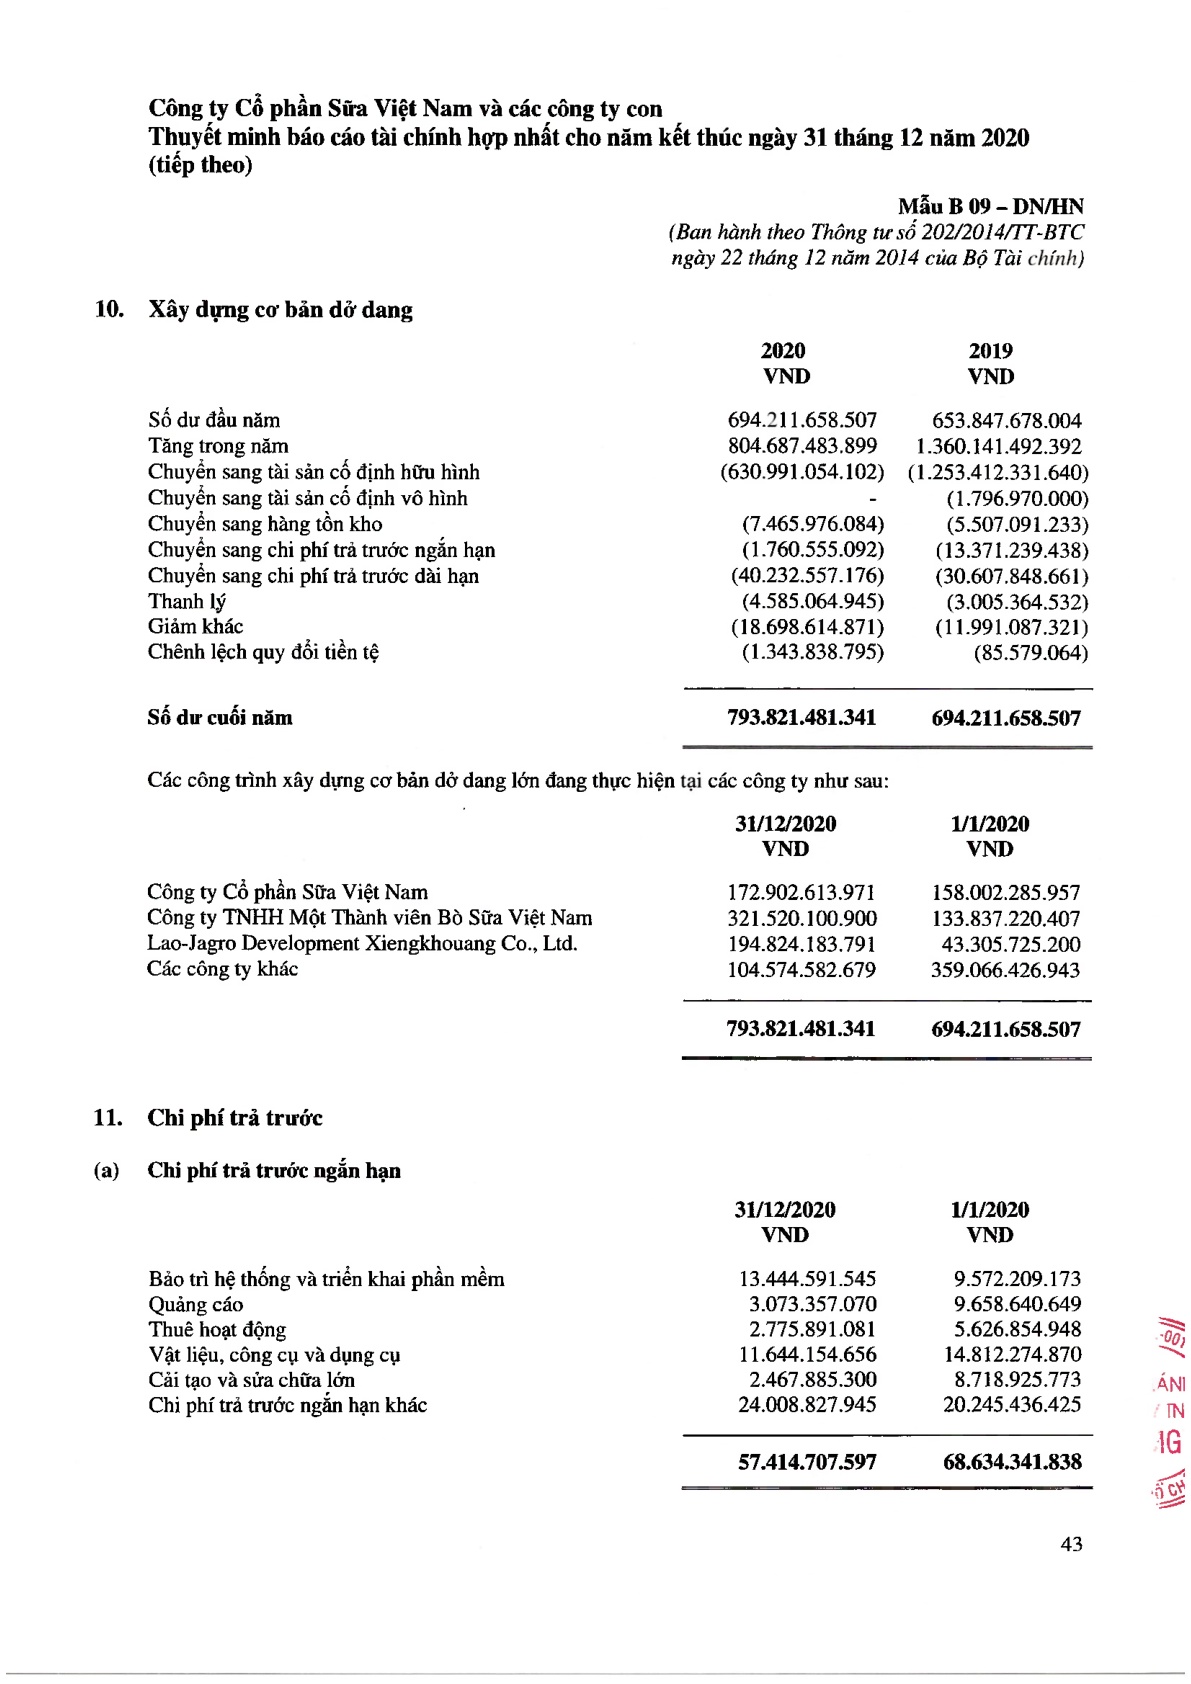 Công ty Cổ phần Sữa Việt Nam và các công ty con
Thuyết minh báo cáo tài chính hợp nhất cho năm kết thúc ngày 31 tháng 12 năm 2020
(tiếp theo)
Mẫu B 09 – DN/HN
(Ban hành theo Thông tư số 202/2014/TT-BTC
ngày 22 tháng 12 năm 2014 của Bộ Tài chính)
10. Xây dựng cơ bản dở dang
2020 2019
VND VND
Số dư đầu năm 694.211.658.507 653.847.678.004
Tăng trong năm 804.687.483.899 1.360.141.492.392
Chuyển sang tài sản cố định hữu hình (630.991.054.102) (1.253.412.331.640)
Chuyển sang tài sản cố định vô hình - (1.796.970.000)
Chuyển sang hàng tồn kho (7.465.976.084) (5.507.091.233)
Chuyển sang chi phí trả trước ngắn hạn (1.760.555.092) (13.371.239.438)
Chuyển sang chi phí trả trước dài hạn (40.232.557.176) (30.607.848.661)
Thanh lý (4.585.064.945) (3.005.364.532)
Giảm khác (18.698.614.871) (11.991.087.321)
Chênh lệch quy đổi tiền tệ (1.343.838.795) (85.579.064)
Số dư cuối năm 793.821.481.341 694.211.658.507
Các công trình xây dựng cơ bản dở dang lớn đang thực hiện tại các công ty như sau:
31/12/2020 1/1/2020
VND VND
Công ty Cổ phần Sữa Việt Nam 172.902.613.971 158.002.285.957
Công ty TNHH Một Thành viên Bò Sữa Việt Nam 321.520.100.900 133.837.220.407
Lao-Jagro Development Xiengkhouang Co., Ltd. 194.824.183.791 43.305.725.200
Các công ty khác 104.574.582.679 359.066.426.943
793.821.481.341 694.211.658.507
11. Chi phí trả trước
(a) Chi phí trả trước ngắn hạn
31/12/2020 1/1/2020
VND VND
Bảo trì hệ thống và triển khai phần mềm 13.444.591.545 9.572.209.173
Quảng cáo 3.073.357.070 9.658.640.649
Thuê hoạt động 2.775.891.081 5.626.854.948
Vật liệu, công cụ và dụng cụ 11.644.154.656 14.812.274.870
Cải tạo và sửa chữa lớn 2.467.885.300 8.718.925.773
Chi phí trả trước ngắn hạn khác 24.008.827.945 20.245.436.425
57.414.707.597 68.634.341.838
43